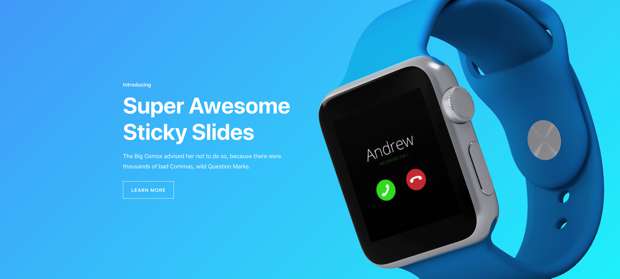 Introducing
Super Awesome
Sticky Slides
The Big Oxmox advised her not to do so, because there were
thousands of bad Commas, wild Question Marks.
LEARN MORE
Andrew